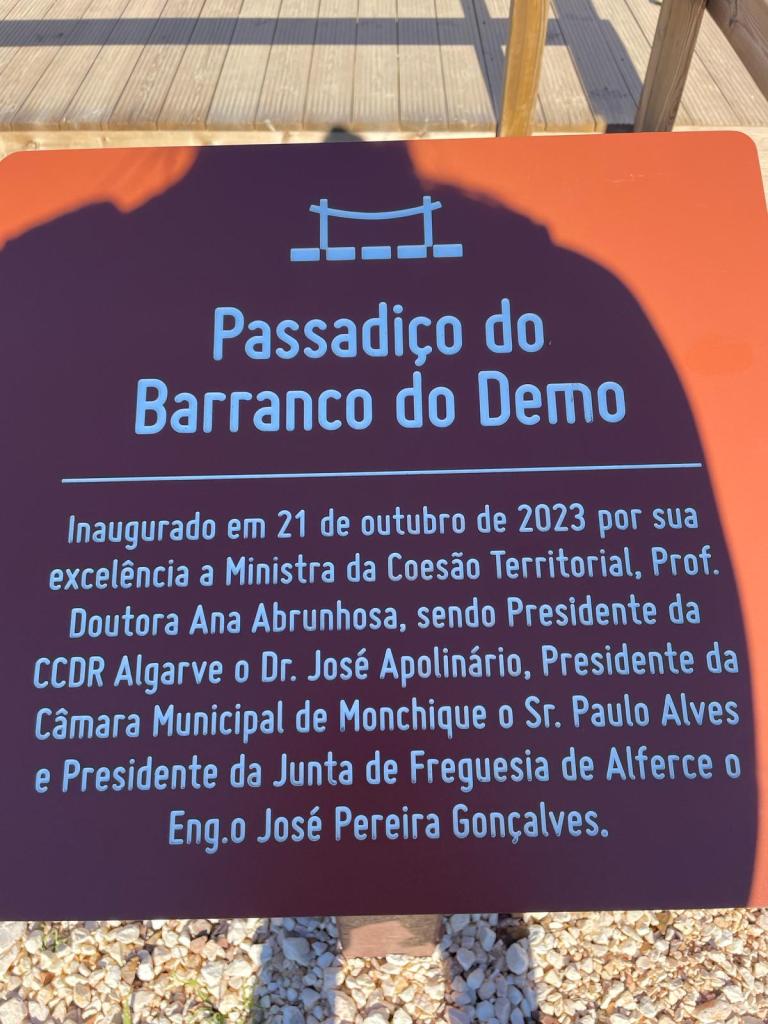 Passadiço do
Barranco do Demo
Inaugurado em 21 de outubro de 2023 por sua
excelência a Ministra da Coesão Territorial, Prof.
Doutora Ana Abrunhosa, sendo Presidente da
CCDR Algarve o Dr. José Apolinário, Presidente da
Câmara Municipal de Monchique o Sr. Paulo Alves
e Presidente da Junta de Freguesia de Alferce o
Eng.o José Pereira Gonçalves.